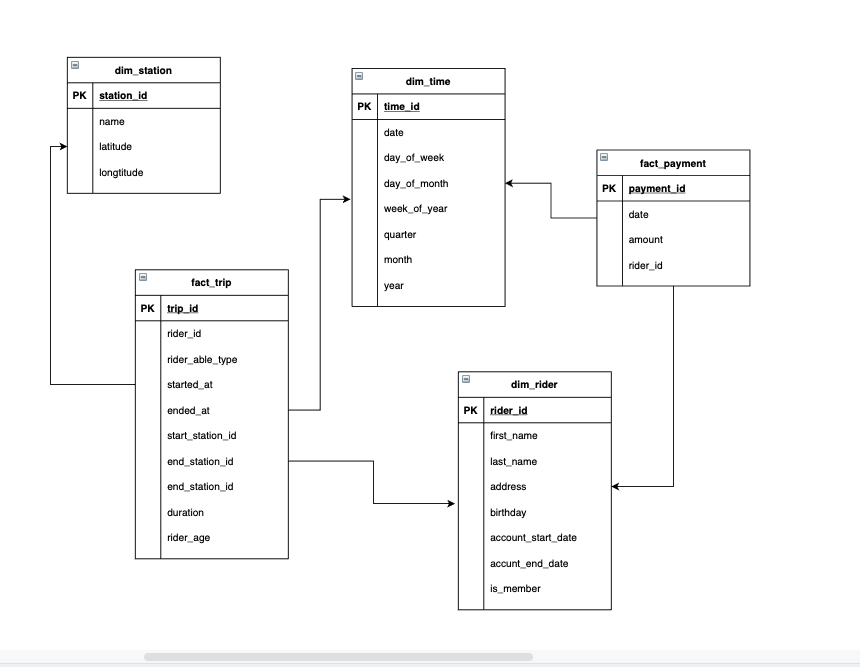 dim_station
PK station_id
name
latitude
longtitude
dim_time
PK time_id
date
day_of_week
day_of_month
week_of_year
quarter
month
year
fact_payment
PK payment_id
date
amount
rider_id
fact_trip
PK trip_id
rider_id
rider_able_type
started_at
ended_at
start_station_id
end_station_id
end_station_id
duration
rider_age
dim_rider
PK rider_id
first_name
last_name
address
birthday
account_start_date
accunt_end_date
is_member